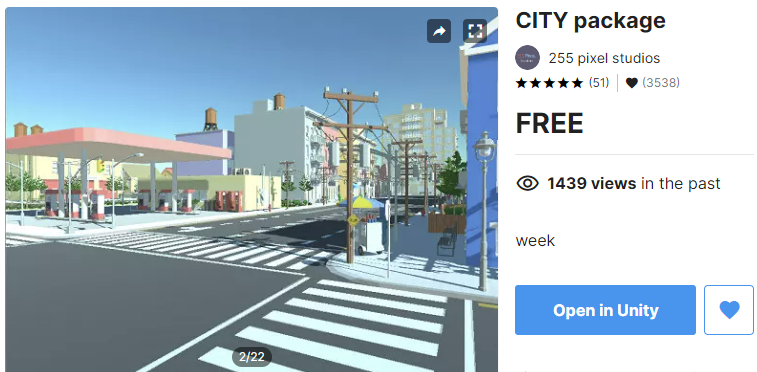 CITY package
255 pixel studios
(51) | (3538)
FREE
1439 views in the past
week
Open in Unity
2/22